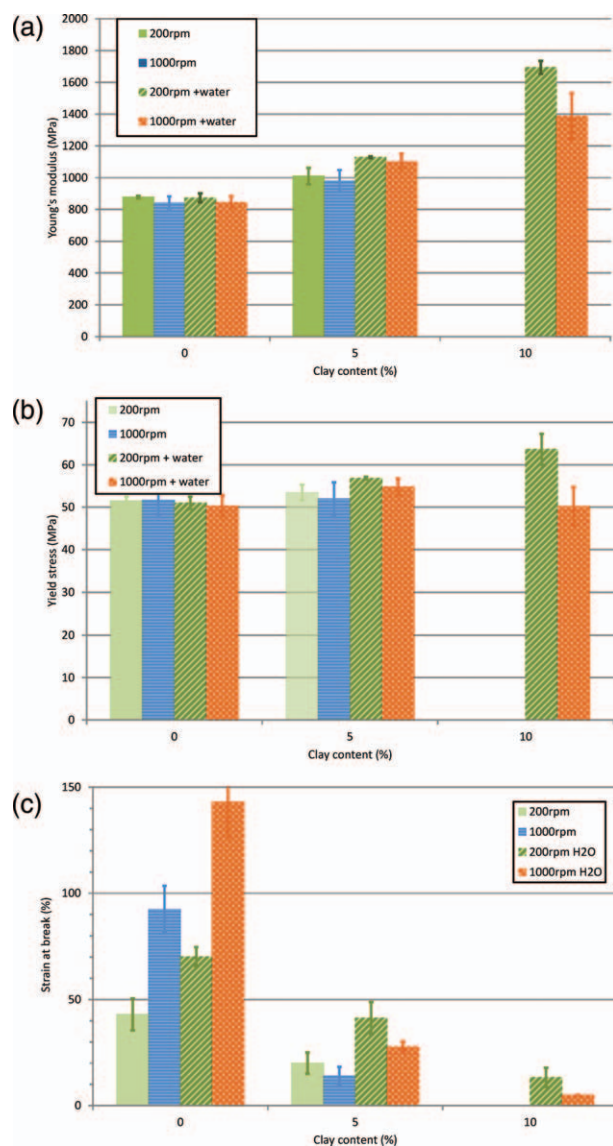 (a)
2000
1800
1600
1400
1200
1000
800
600
400
200
0
Young's modulus (MPa)
200rpm
1000rpm
200rpm +water
1000rpm +water
0 5 10
Clay content (%)
(b)
70
60
50
40
30
20
10
0
Yield stress (MPa)
200rpm
1000rpm
200rpm + water
1000rpm + water
0 5 10
Clay content (%)
(c)
150
100
50
0
Strain at break (%)
200rpm
1000rpm
200rpm H2O
1000rpm H2O
0 5 10
Clay content (%)